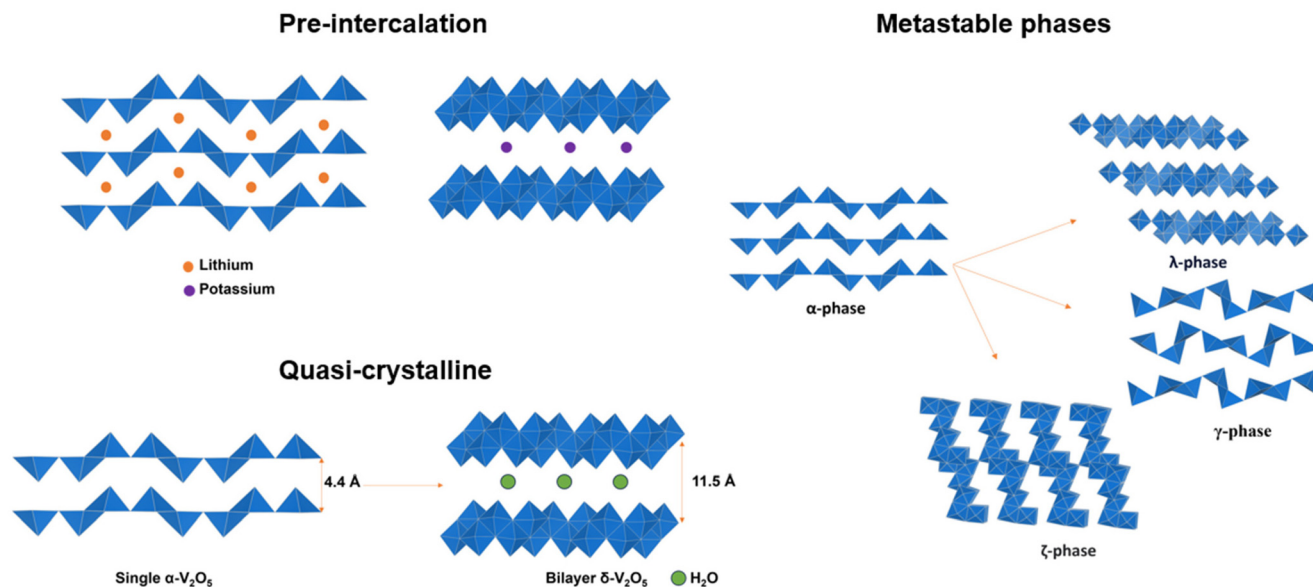 Pre-intercalation
Lithium
Potassium
Quasi-crystalline
4.4 Å
11.5 Å
Single α-V₂O₅
Bilayer δ-V₂O₅
H₂O
Metastable phases
α-phase
λ-phase
γ-phase
ζ-phase